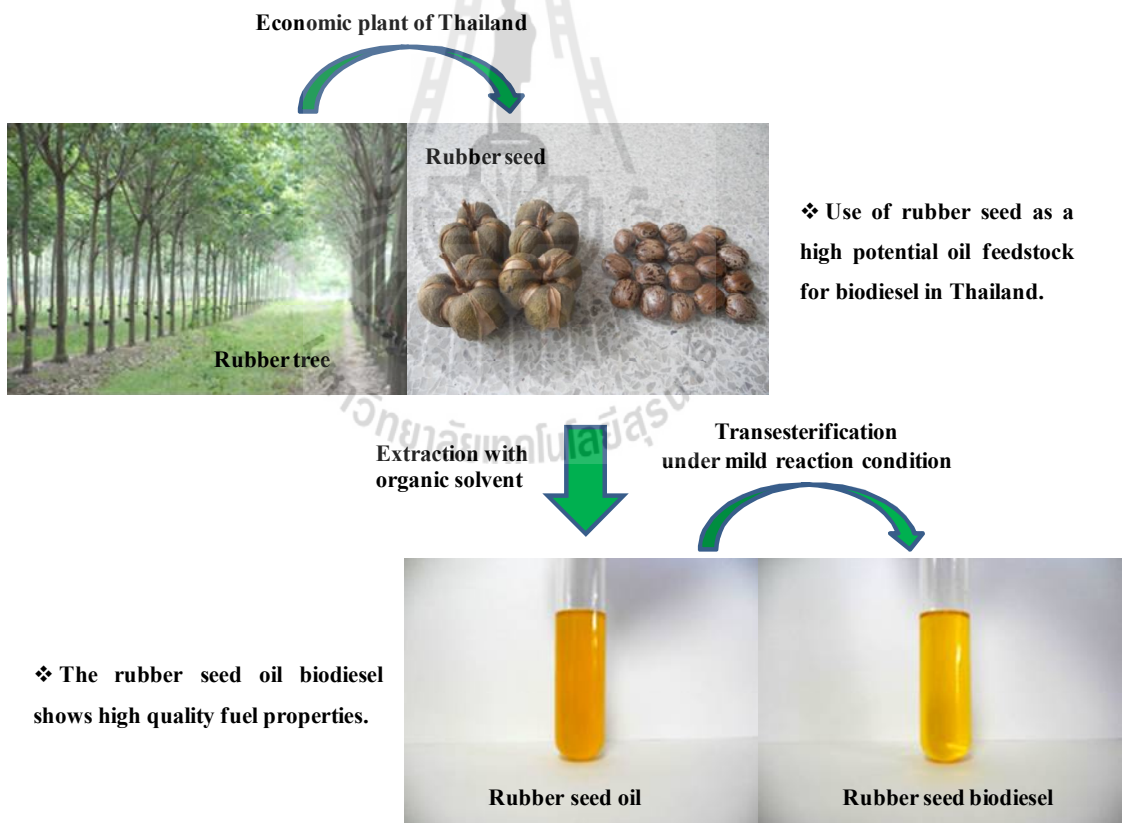 Economic plant of Thailand
Rubber seed
Rubber tree
❖ Use of rubber seed as a
high potential oil feedstock
for biodiesel in Thailand.
Extraction with
organic solvent
Transesterification
under mild reaction condition
❖ The rubber seed oil biodiesel
shows high quality fuel properties.
Rubber seed oil
Rubber seed biodiesel